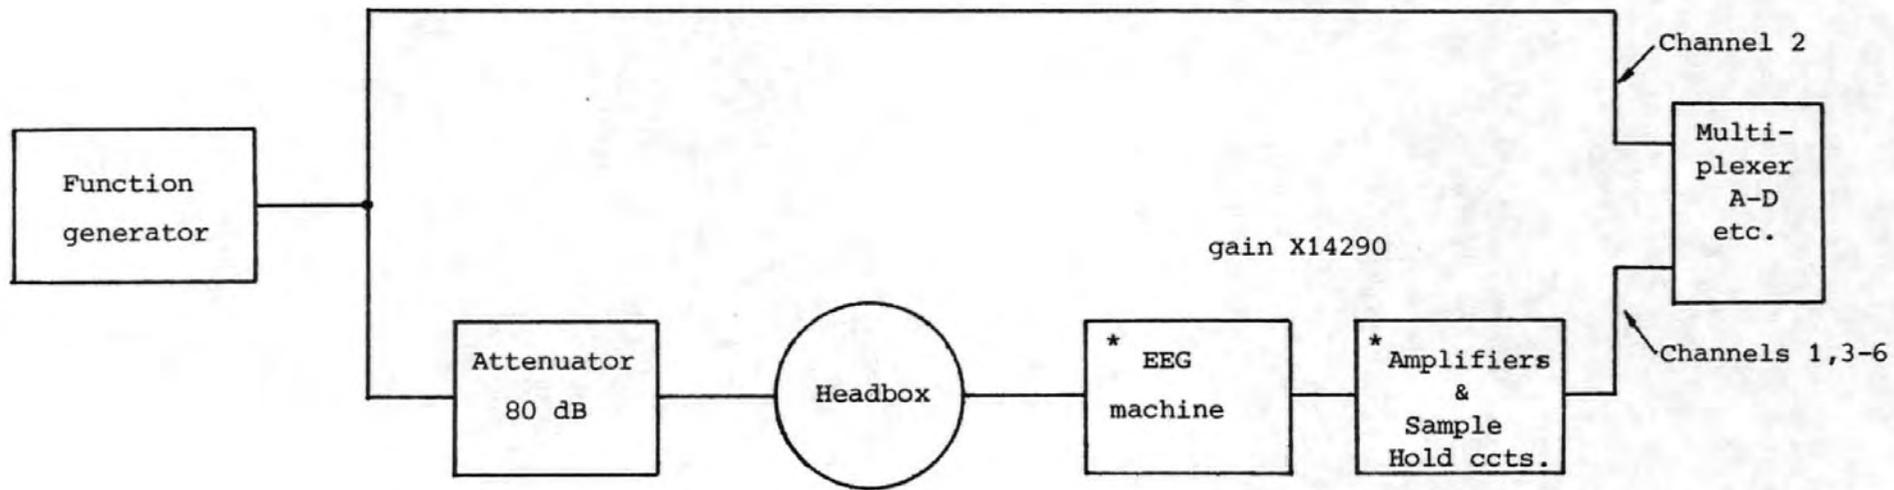 Channel 2
Multi-
plexer
A-D
etc.
Function
generator
gain X14290
Attenuator
80 dB
Headbox
*
EEG
machine
*
Amplifiers
&
Sample
Hold ccts.
Channels 1,3-6